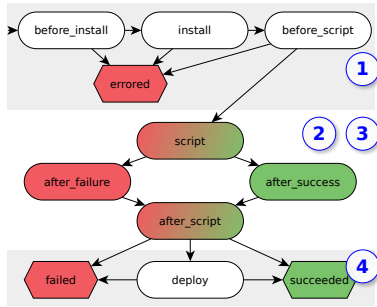 before_install install before_script
errored
1
script
2 3
after_failure after_success
after_script
failed deploy succeeded
4